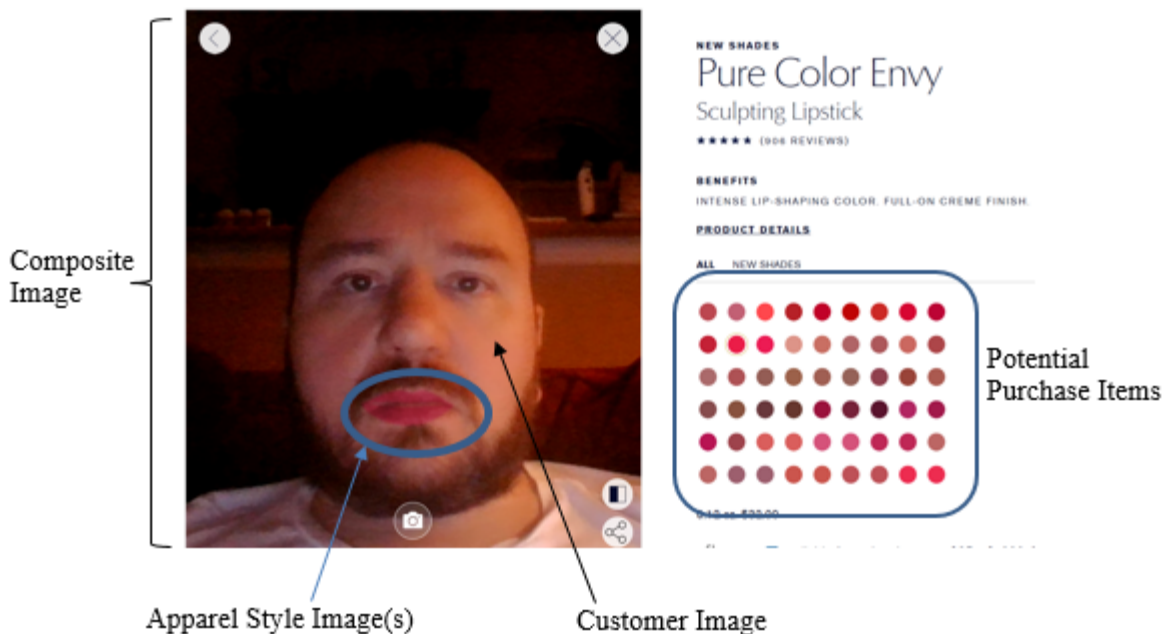 NEW SHADES
Pure Color Envy
Sculpting Lipstick
★★★★★ (906 REVIEWS)
BENEFITS
INTENSE LIP-SHAPING COLOR. FULL-ON CREME FINISH.
PRODUCT DETAILS
ALL NEW SHADES
Composite
Image
Potential
Purchase Items
Apparel Style Image(s)
Customer Image